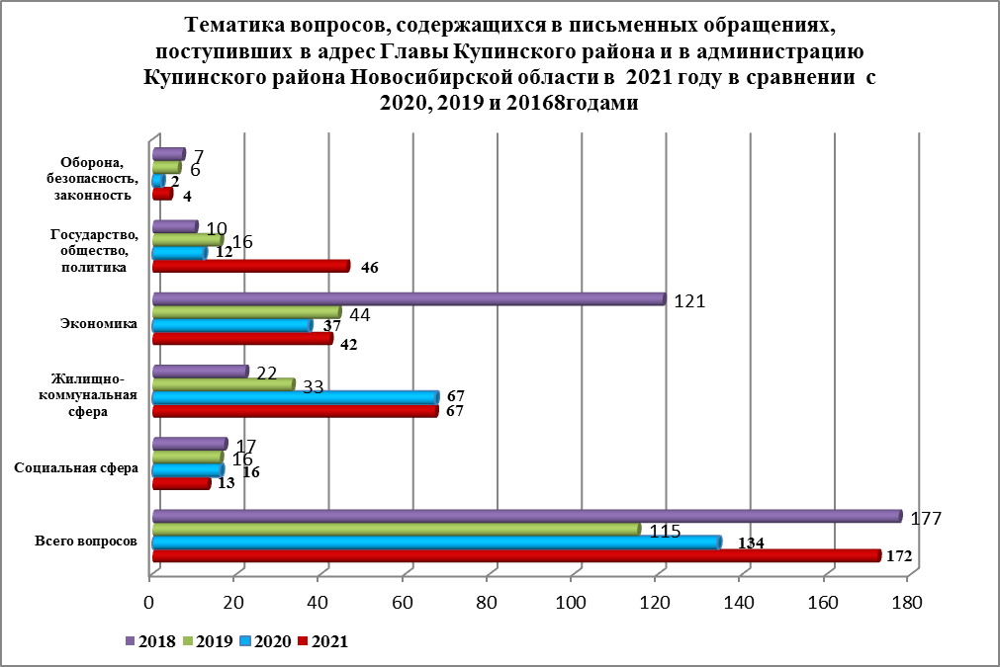 Тематика вопросов, содержащихся в письменных обращениях,
поступивших в адрес Главы Купинского района и в администрацию
Купинского района Новосибирской области в 2021 году в сравнении с
2020, 2019 и 20168годами
Оборона,
безопасность,
законность
7
6
2
4
Государство,
общество,
политика
10
16
12
46
Экономика
121
44
37
42
Жилищно-
коммунальная
сфера
22
33
67
67
Социальная сфера
17
16
16
13
Всего вопросов
177
115
134
172
0 20 40 60 80 100 120 140 160 180
2018 2019 2020 2021